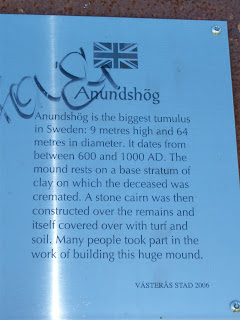 Anundshög
Anundshög is the biggest tumulus
in Sweden: 9 metres high and 64
metres in diameter. It dates from
between 600 and 1000 AD. The
mound rests on a base stratum of
clay on which the deceased was
cremated. A stone cairn was then
constructed over the remains and
itself covered over with turf and
soil. Many people took part in the
work of building this huge mound.
VÄSTERÅS STAD 2006